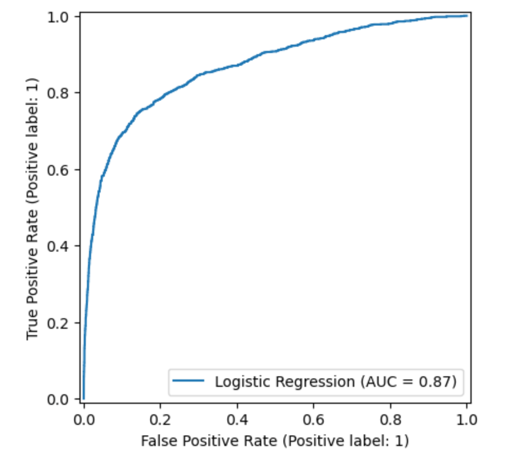 1.0
0.8
0.6
0.4
0.2
0.0
True Positive Rate (Positive label: 1)
Logistic Regression (AUC = 0.87)
0.0 0.2 0.4 0.6 0.8 1.0
False Positive Rate (Positive label: 1)